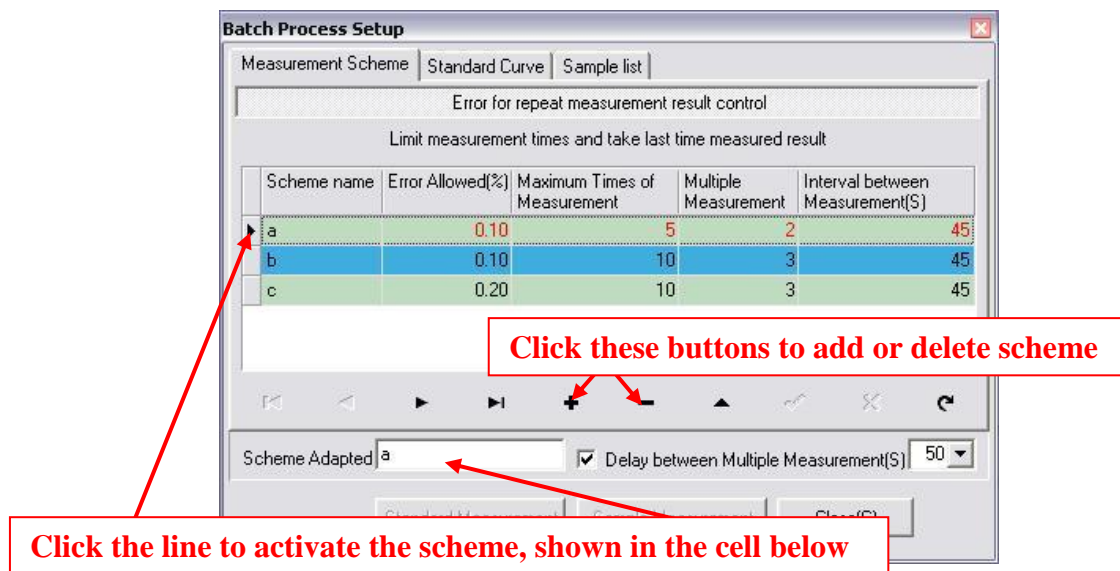 Batch Process Setup
Measurement Scheme Standard Curve Sample list
Error for repeat measurement result control
Limit measurement times and take last time measured result
Scheme name Error Allowed(%) Maximum Times of Measurement Multiple Measurement Interval between Measurement(S)
a 0.10 5 2 45
b 0.10 10 3 45
c 0.20 10 3 45
Click these buttons to add or delete scheme
Scheme Adapted a Delay between Multiple Measurement(S) 50
Click the line to activate the scheme, shown in the cell below